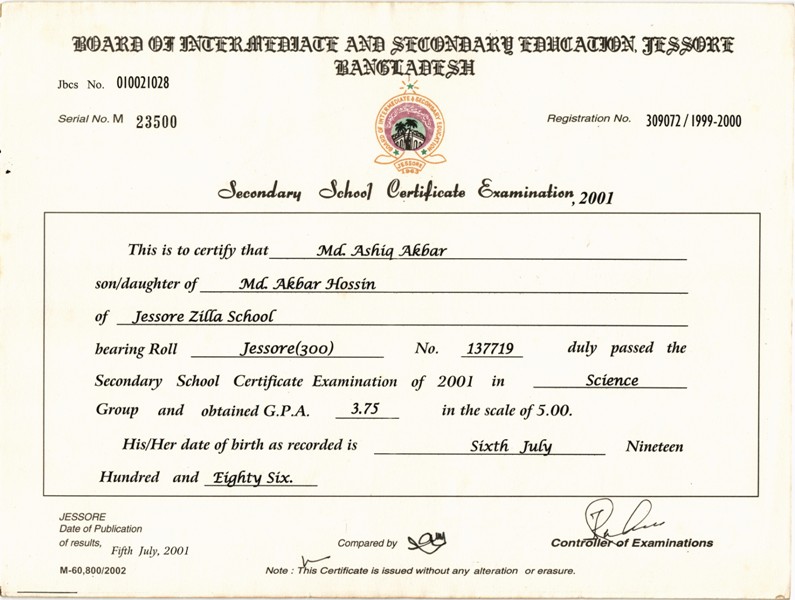 BOARD OF INTERMEDIATE AND SECONDARY EDUCATION, JESSORE
BANGLADESH
Jbcs No. 010021028
Serial No. M 23500
Registration No. 309072 / 1999-2000
BOARD OF INTERMEDIATE & SECONDARY EDUCATION
JESSORE
1963
Secondary School Certificate Examination, 2001
This is to certify that Md. Ashiq Akbar
son/daughter of Md. Akbar Hossin
of Jessore Zilla School
bearing Roll Jessore(300) No. 137719 duly passed the
Secondary School Certificate Examination of 2001 in Science
Group and obtained G.P.A. 3.75 in the scale of 5.00.
His/Her date of birth as recorded is Sixth July Nineteen
Hundred and Eighty Six.
JESSORE
Date of Publication
of results, Fifth July, 2001
Compared by
Controller of Examinations
M-60,800/2002
Note : This Certificate is issued without any alteration or erasure.